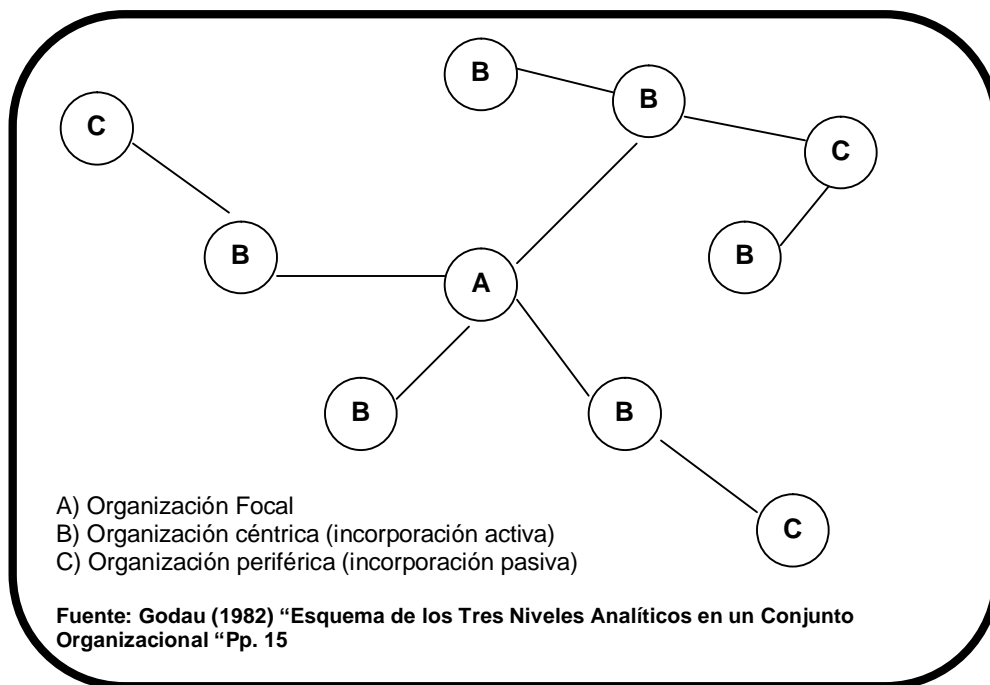 B
B
C
C
B
B
A
B
B
C
A) Organización Focal
B) Organización céntrica (incorporación activa)
C) Organización periférica (incorporación pasiva)
Fuente: Godau (1982) “Esquema de los Tres Niveles Analíticos en un Conjunto
Organizacional “Pp. 15